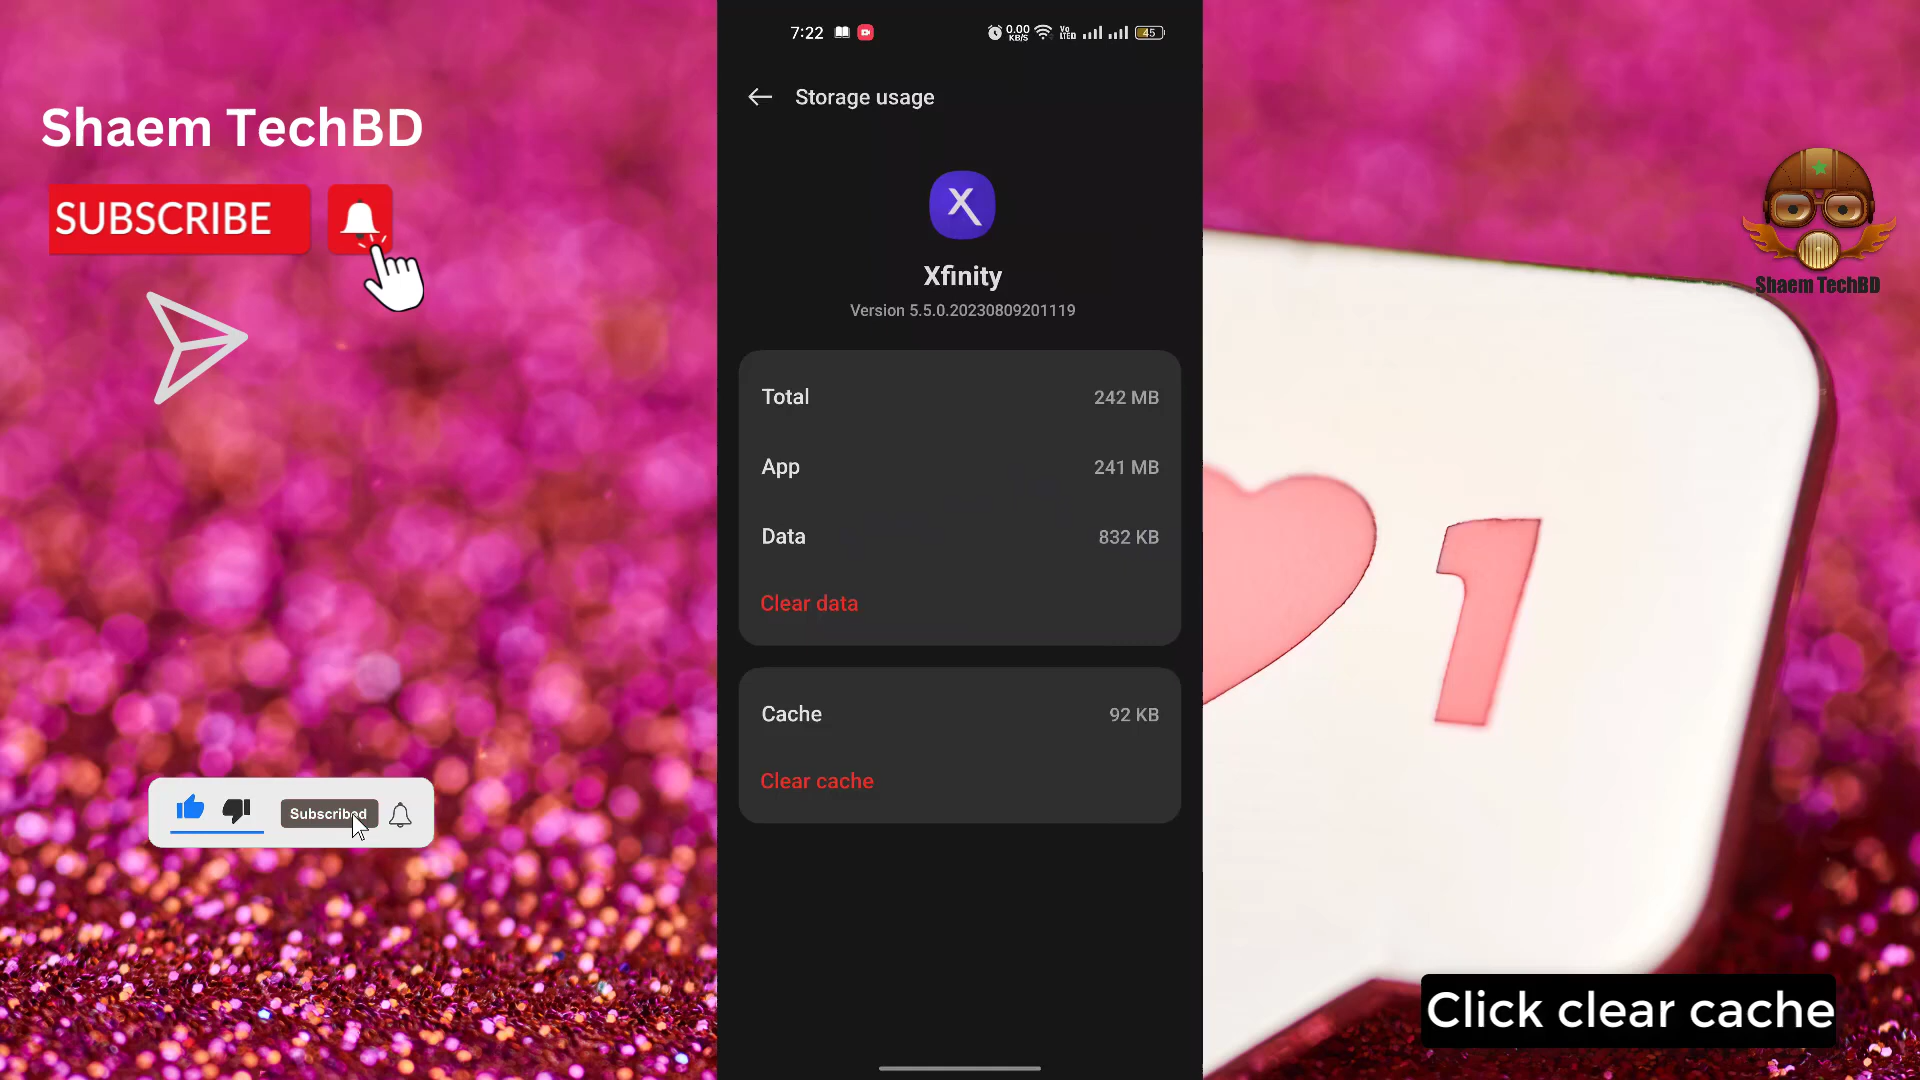 Shaem TechBD
SUBSCRIBE
Subscribed
7:22
0.00
KB/S
Vo
LTED
45
Storage usage
X
Xfinity
Version 5.5.0.20230809201119
Total 242 MB
App 241 MB
Data 832 KB
Clear data
Cache 92 KB
Clear cache
Shaem TechBD
1
Click clear cache